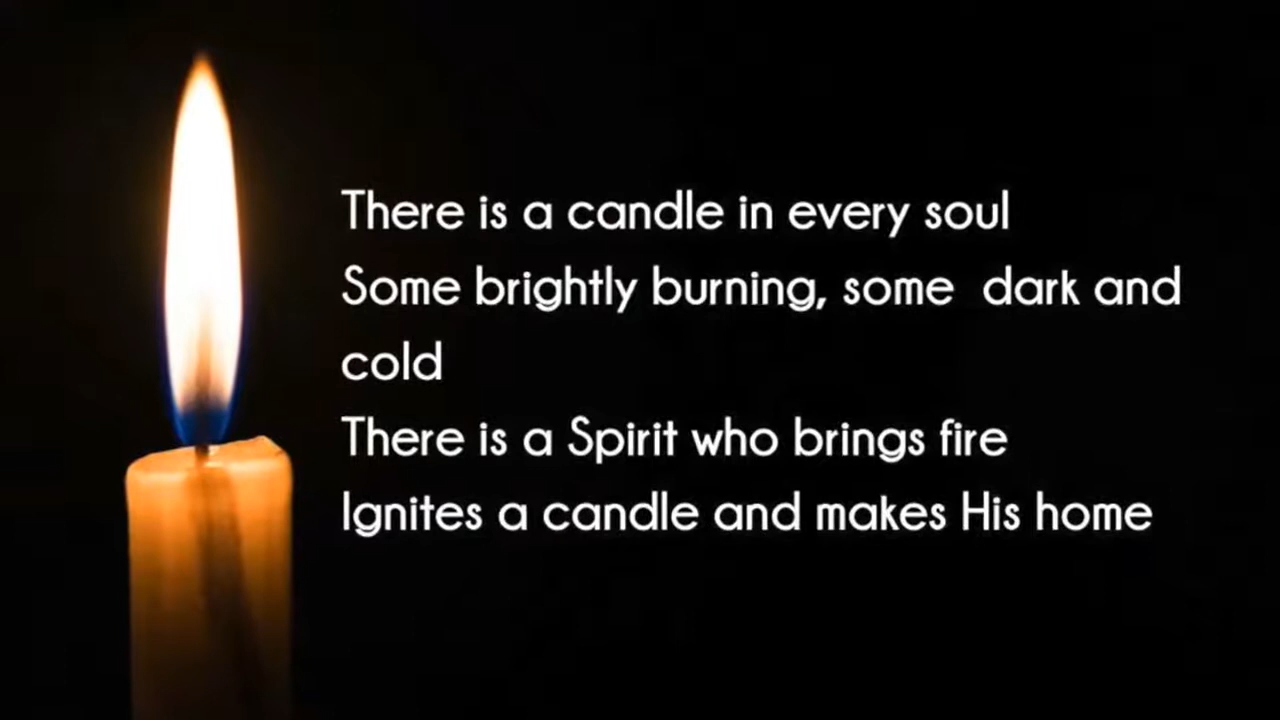 There is a candle in every soul
Some brightly burning, some  dark and
cold
There is a Spirit who brings fire
Ignites a candle and makes His home